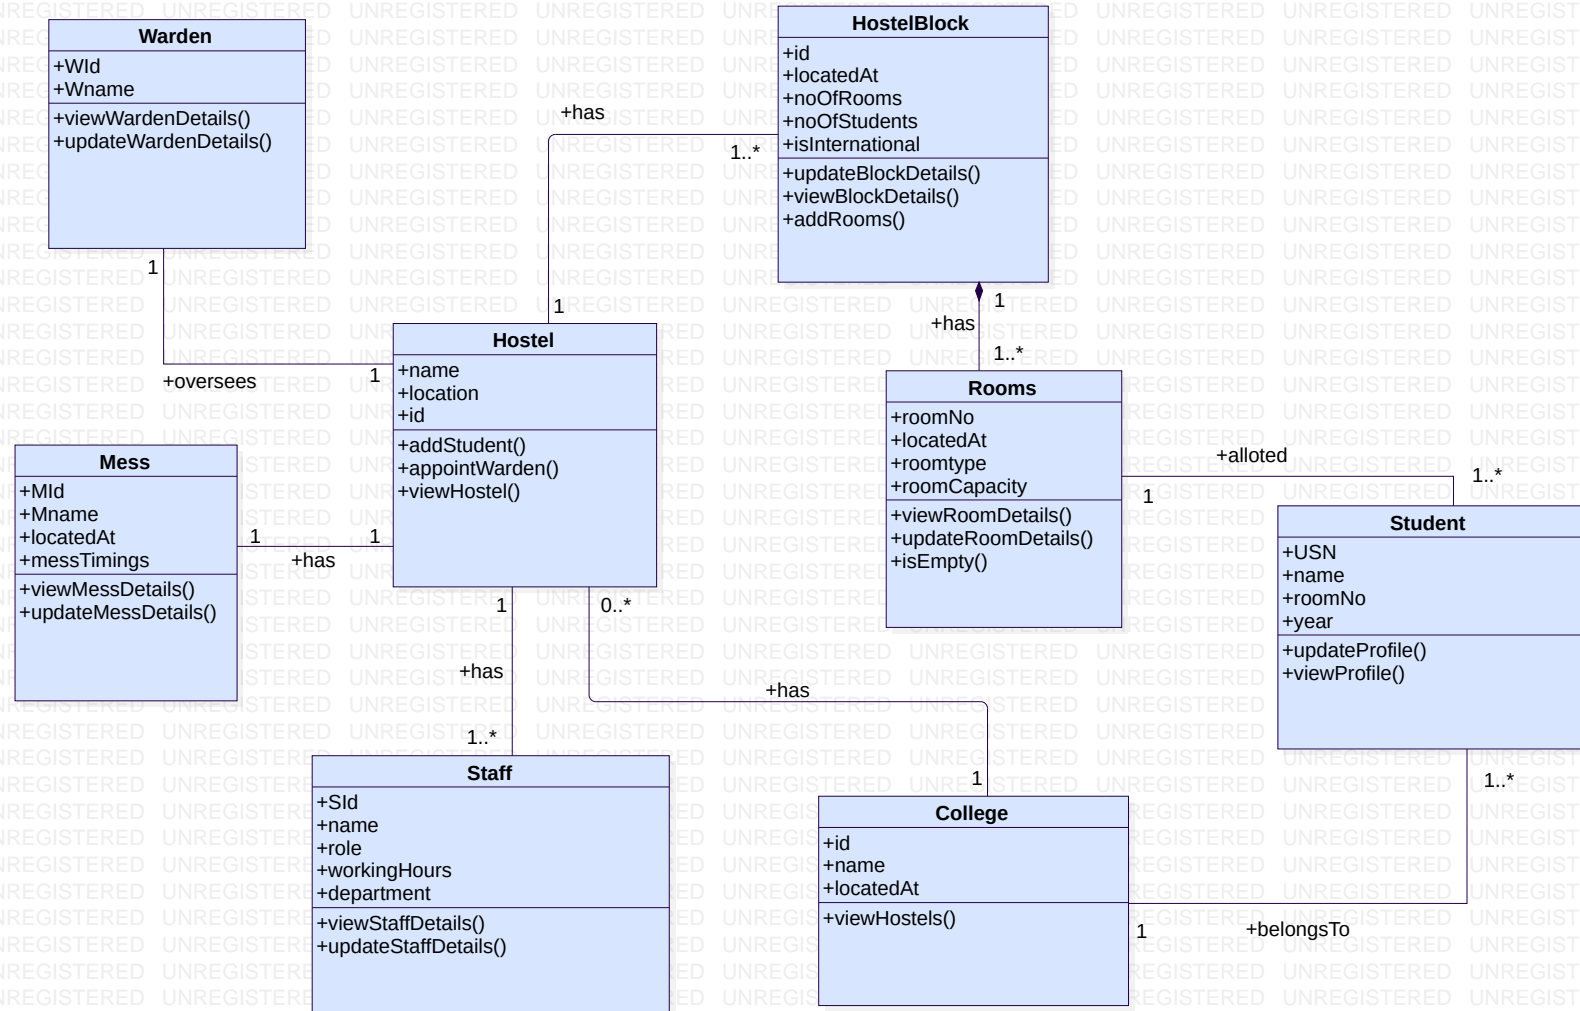 Warden
+WId
+Wname
+viewWardenDetails()
+updateWardenDetails()
HostelBlock
+id
+locatedAt
+noOfRooms
+noOfStudents
+isInternational
+updateBlockDetails()
+viewBlockDetails()
+addRooms()
+has
1..*
1
1
+oversees
1
1
+has
1..*
Hostel
+name
+location
+id
+addStudent()
+appointWarden()
+viewHostel()
Rooms
+roomNo
+locatedAt
+roomtype
+roomCapacity
+viewRoomDetails()
+updateRoomDetails()
+isEmpty()
Mess
+MId
+Mname
+locatedAt
+messTimings
+viewMessDetails()
+updateMessDetails()
1
1
+has
+alloted
1..*
1
Student
+USN
+name
+roomNo
+year
+updateProfile()
+viewProfile()
1
0..*
+has
+has
1..*
1
1..*
Staff
+SId
+name
+role
+workingHours
+department
+viewStaffDetails()
+updateStaffDetails()
College
+id
+name
+locatedAt
+viewHostels()
1
+belongsTo
UNREGISTERED